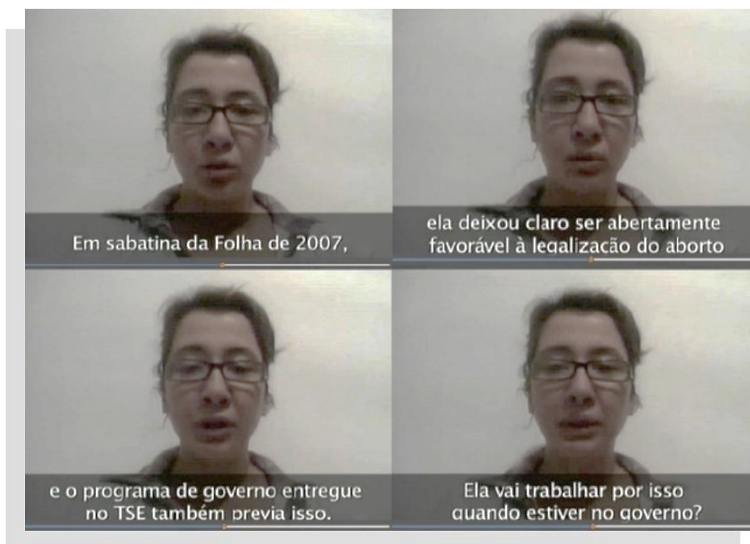 Em sabatina da Folha de 2007,
ela deixou claro ser abertamente
favorável à legalização do aborto
e o programa de governo entregue
no TSE também previa isso.
Ela vai trabalhar por isso
quando estiver no governo?